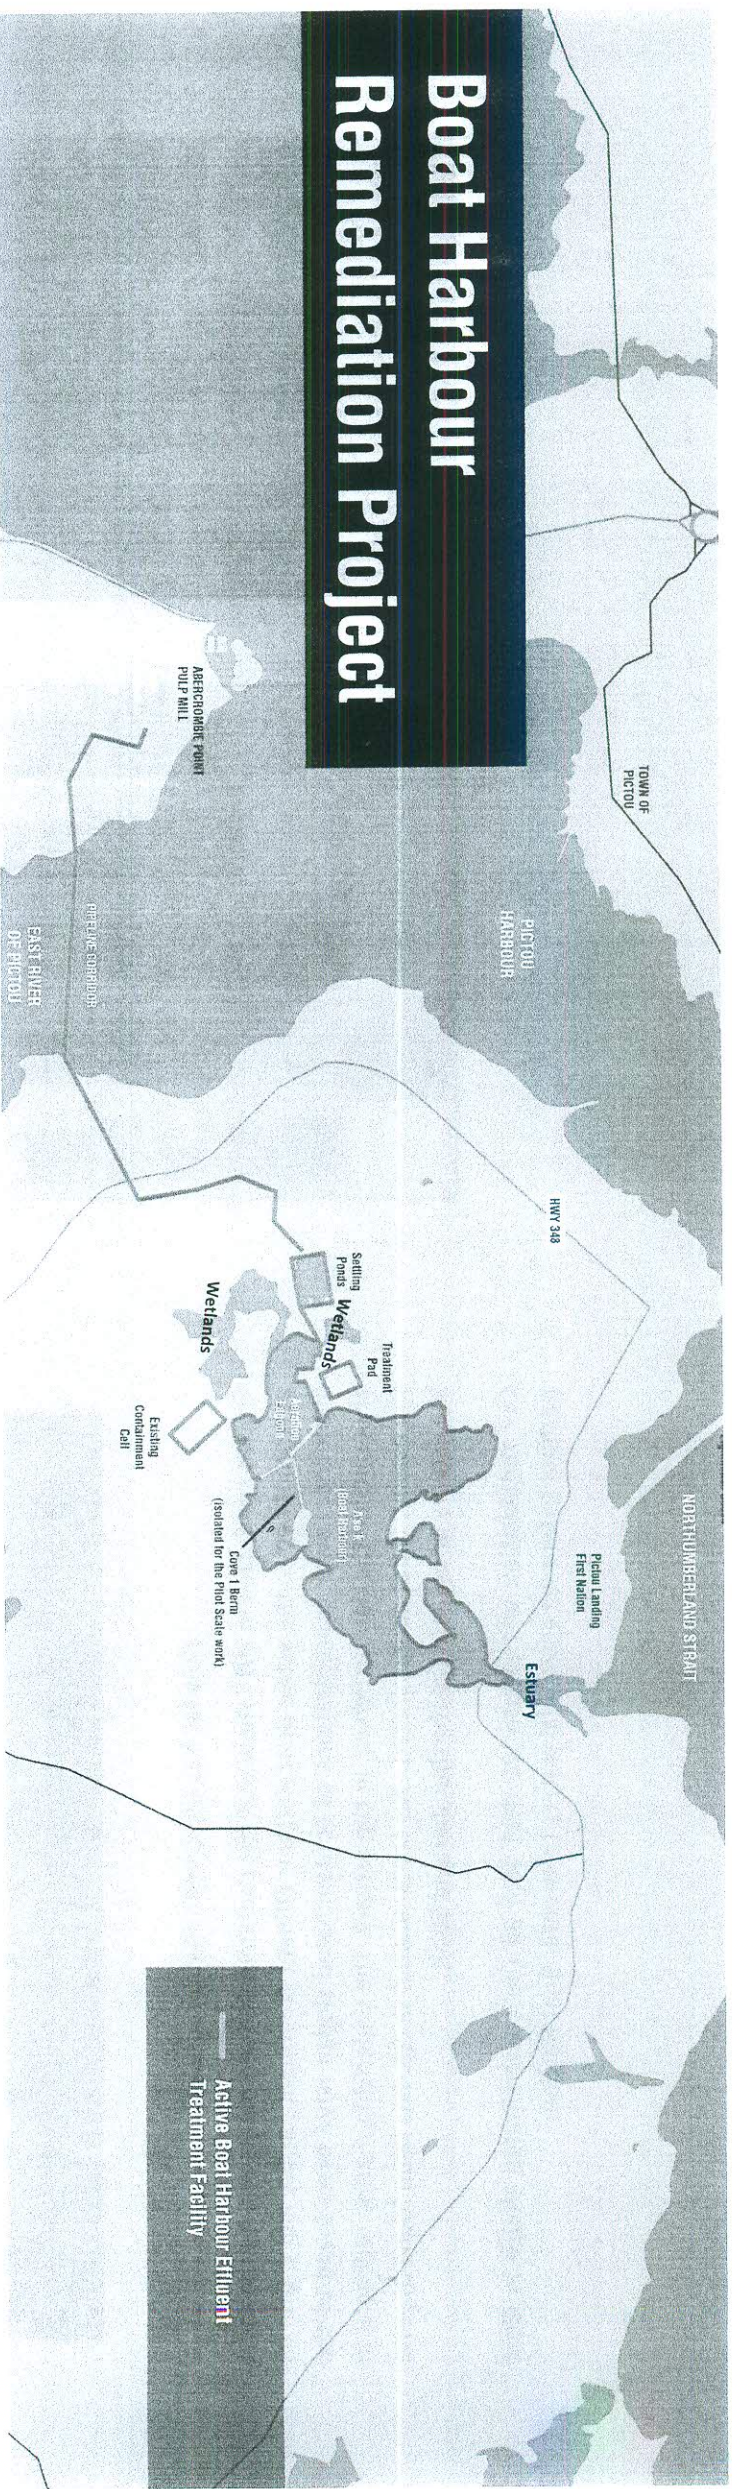 Boat Harbour
Remediation Project
TOWN OF
PICTOU
PICTOU
HARBOUR
NORTHUMBERLAND STRAIT
HWY 348
Pictou Landing
First Nation
Estuary
ABERCROMBIE POINT
PULP MILL
PIPELINE CORRIDOR
EAST RIVER
OF PICTOU
Settling
Ponds
Wetlands
Treatment
Pad
Wetlands
(Boat Harbour)
Existing
Containment
Cell
Cove 1 Berm
(isolated for the Pilot Scale work)
Active Boat Harbour Effluent
Treatment Facility